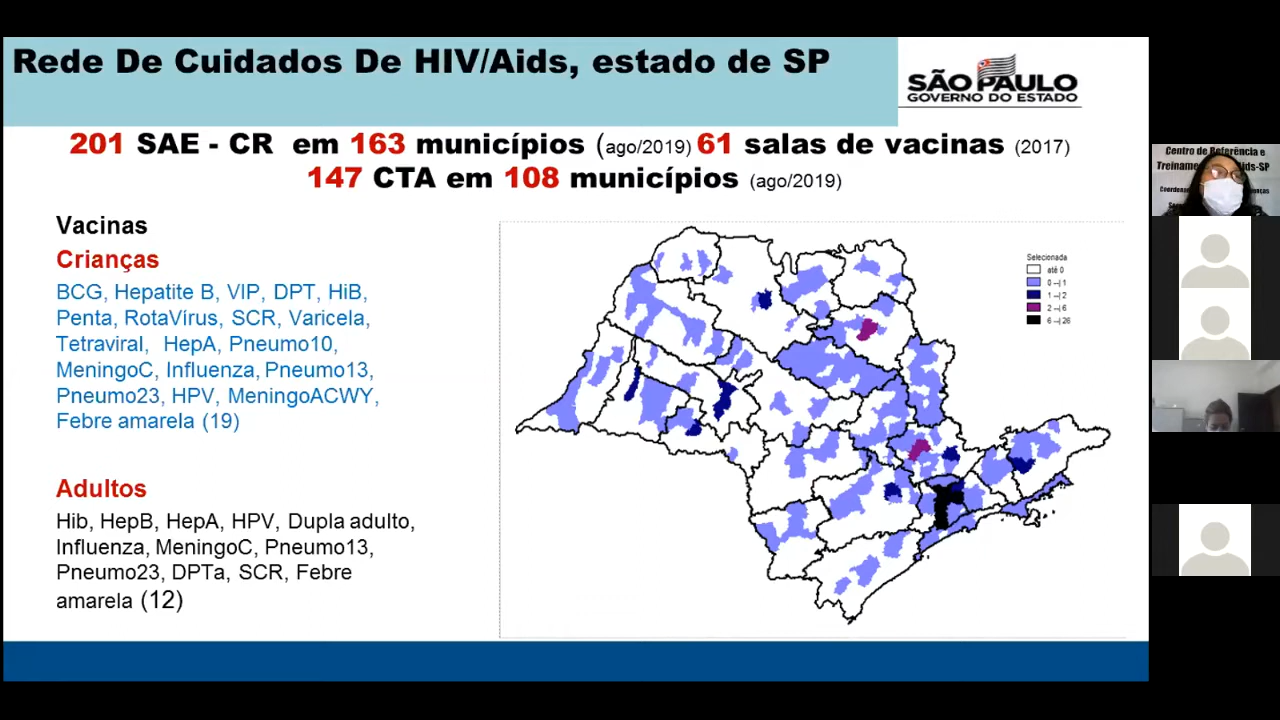 Rede De Cuidados De HIV/Aids, estado de SP
SÃO PAULO
GOVERNO DO ESTADO
201 SAE - CR em 163 municípios (ago/2019) 61 salas de vacinas (2017)
147 CTA em 108 municípios (ago/2019)
Vacinas
Crianças
BCG, Hepatite B, VIP, DPT, HiB,
Penta, RotaVírus, SCR, Varicela,
Tetraviral, HepA, Pneumo10,
MeningoC, Influenza, Pneumo13,
Pneumo23, HPV, MeningoACWY,
Febre amarela (19)
Adultos
Hib, HepB, HepA, HPV, Dupla adulto,
Influenza, MeningoC, Pneumo13,
Pneumo23, DPTa, SCR, Febre
amarela (12)
Selecionada
até 0
0 --| 1
1 --| 2
2 --| 6
6 --| 26
Centro de Referência e